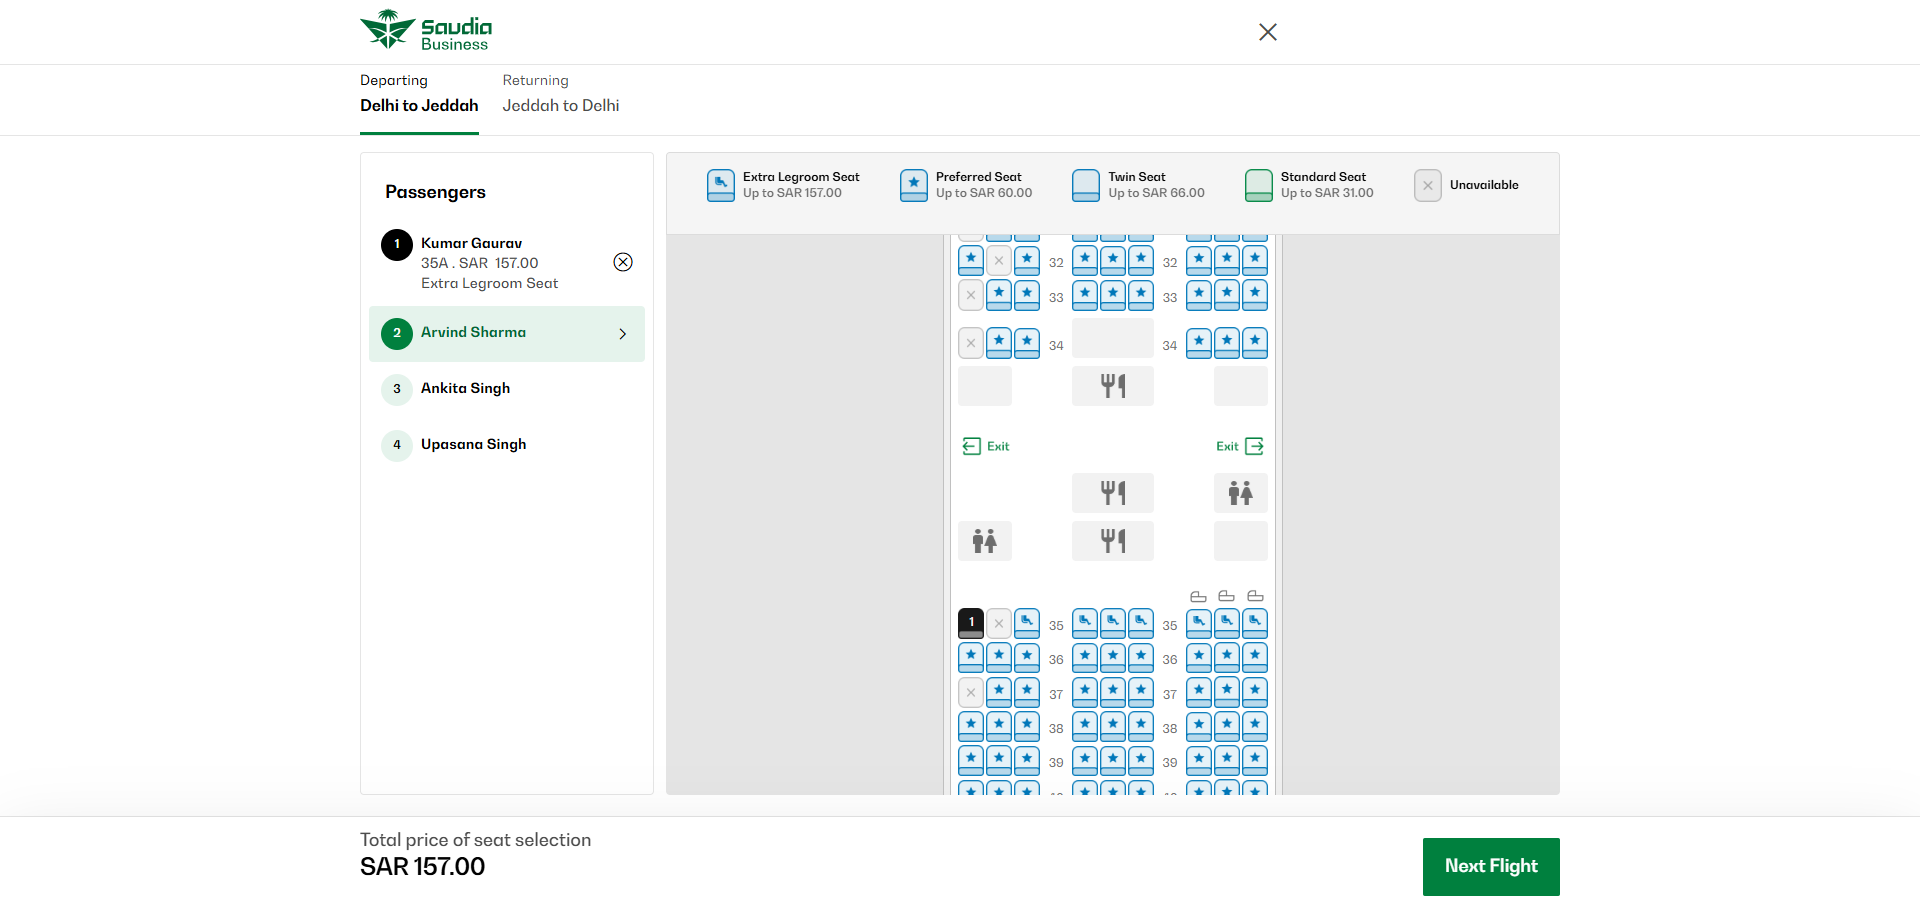 Saudia
Business
Departing
Delhi to Jeddah
Returning
Jeddah to Delhi
Passengers
1
Kumar Gaurav
35A . SAR 157.00
Extra Legroom Seat
2
Arvind Sharma
3
Ankita Singh
4
Upasana Singh
Extra Legroom Seat
Up to SAR 157.00
Preferred Seat
Up to SAR 60.00
Twin Seat
Up to SAR 66.00
Standard Seat
Up to SAR 31.00
Unavailable
32 32
33 33
34 34
Exit Exit
1 35 35
36 36
37 37
38 38
39 39
Total price of seat selection
SAR 157.00
Next Flight